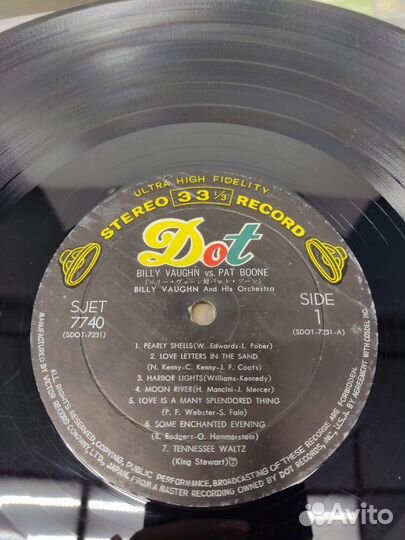 ULTRA HIGH FIDELITY
STEREO 33 1/3 RECORD
Dot
BILLY VAUGHN vs. PAT BOONE
(ビリー・ヴォーン対パット・ブーン)
BILLY VAUGHN And His Orchestra
SJET
7740
(SDOT-7231)
SIDE
1
(SDOT-7231-A)
1. PEARLY SHELLS(W. Edwards-L. Pober)
2. LOVE LETTERS IN THE SAND
(N. Kenny-C. Kenny-J. F. Coots)
3. HARBOR LIGHTS(Williams-Kennedy)
4. MOON RIVER(H. Mancini-J. Mercer)
5. LOVE IS A MANY SPLENDORED THING
(P. F. Webster-S. Fain)
6. SOME ENCHANTED EVENING
(R. Rodgers-O. Hammerstein)
7. TENNESSEE WALTZ
(King Stewart)⑦
MANUFACTURED BY VICTOR RECORD COMPANY, LTD., JAPAN, FROM A MASTER RECORDING OWNED BY DOT RECORDS, INC., U.S.A. BY AGREEMENT WITH COSDEL INC.
ALL RIGHTS RESERVED, COPYING, PUBLIC PERFORMANCE, BROADCASTING OF THESE RECORDS ARE FORBIDDEN.
Avito